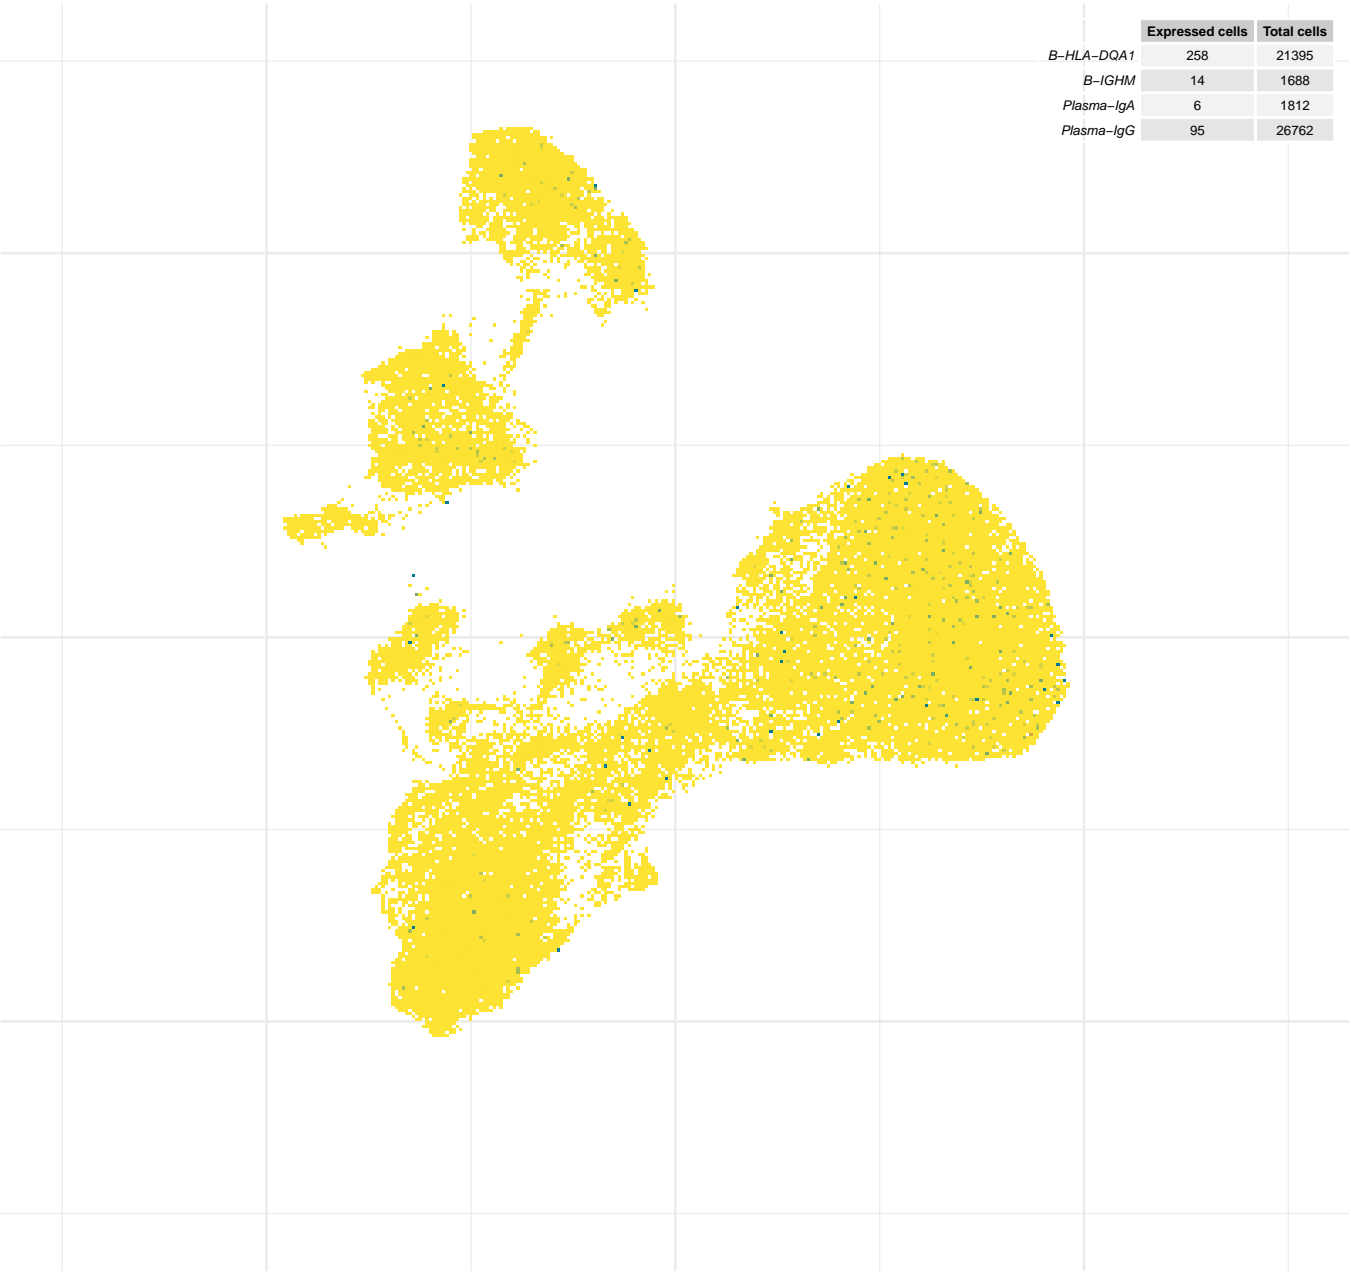 Expressed cells Total cells
B−HLA−DQA1 258 21395
B−IGHM 14 1688
Plasma−IgA 6 1812
Plasma−IgG 95 26762